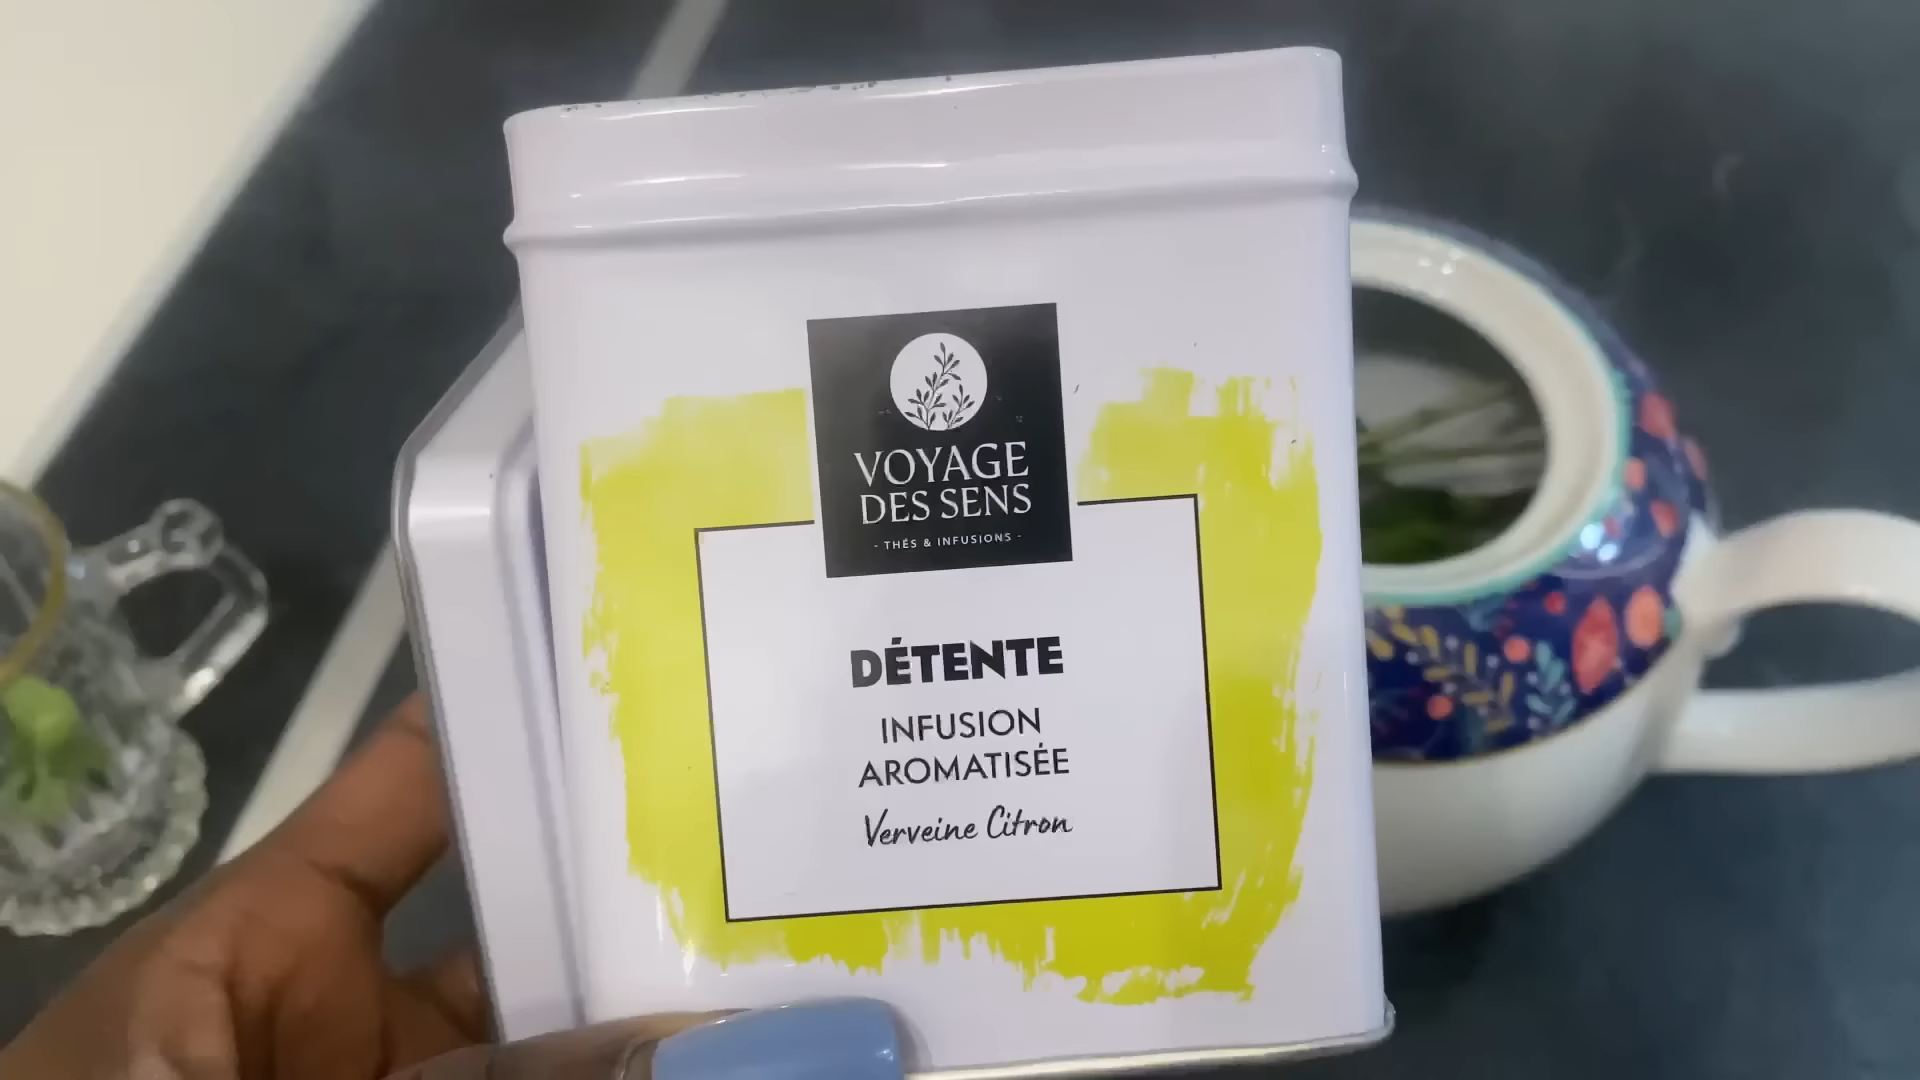 VOYAGE
DES SENS
- THÉS & INFUSIONS -
DÉTENTE
INFUSION
AROMATISÉE
Verveine Citron